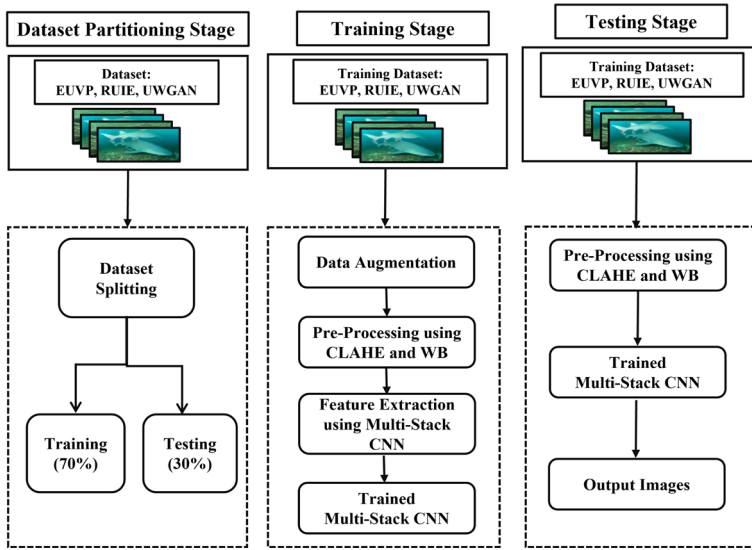 Dataset Partitioning Stage
Dataset:
EUVP, RUIE, UWGAN
Dataset
Splitting
Training
(70%)
Testing
(30%)
Training Stage
Training Dataset:
EUVP, RUIE, UWGAN
Data Augmentation
Pre-Processing using
CLAHE and WB
Feature Extraction
using Multi-Stack
CNN
Trained
Multi-Stack CNN
Testing Stage
Training Dataset:
EUVP, RUIE, UWGAN
Pre-Processing using
CLAHE and WB
Trained
Multi-Stack CNN
Output Images